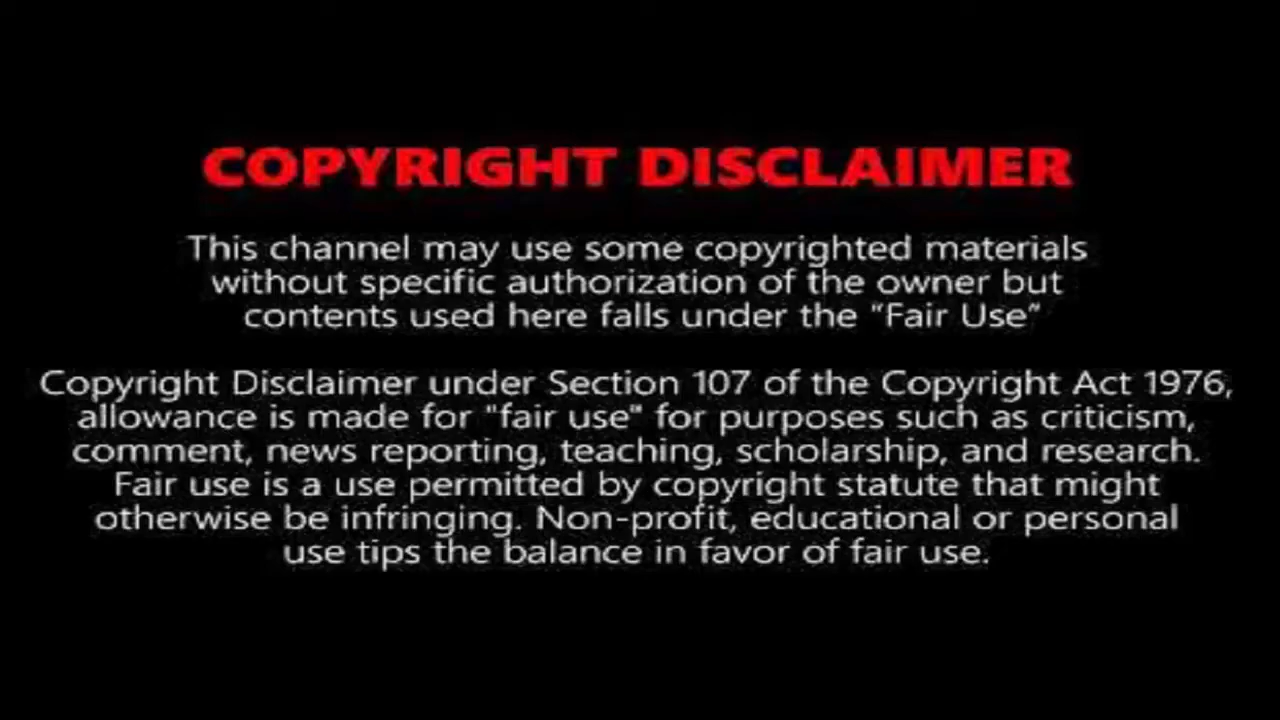 COPYRIGHT DISCLAIMER
This channel may use some copyrighted materials
without specific authorization of the owner but
contents used here falls under the "Fair Use"
Copyright Disclaimer under Section 107 of the Copyright Act 1976,
allowance is made for "fair use" for purposes such as criticism,
comment, news reporting, teaching, scholarship, and research.
Fair use is a use permitted by copyright statute that might
otherwise be infringing. Non-profit, educational or personal
use tips the balance in favor of fair use.